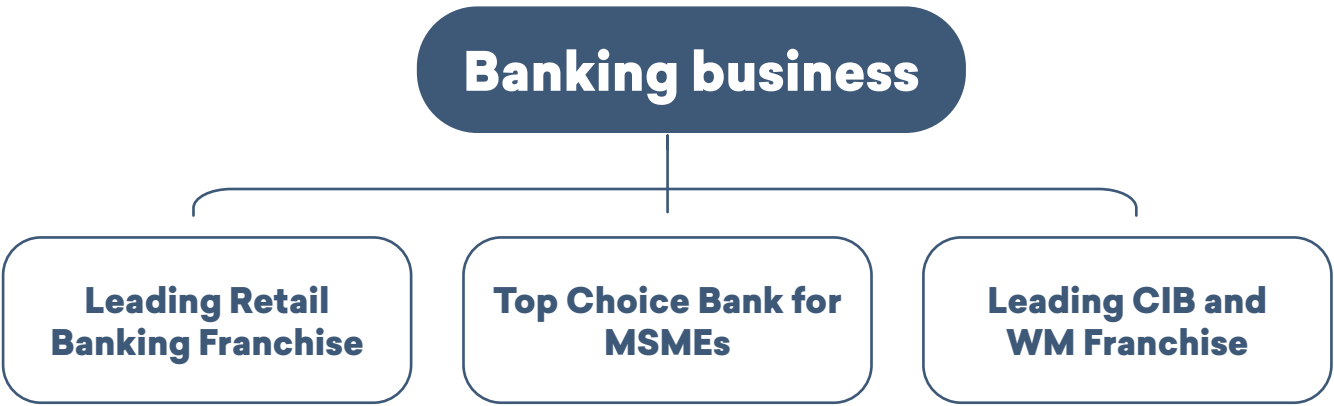 Banking business
Leading Retail
Banking Franchise
Top Choice Bank for
MSMEs
Leading CIB and
WM Franchise